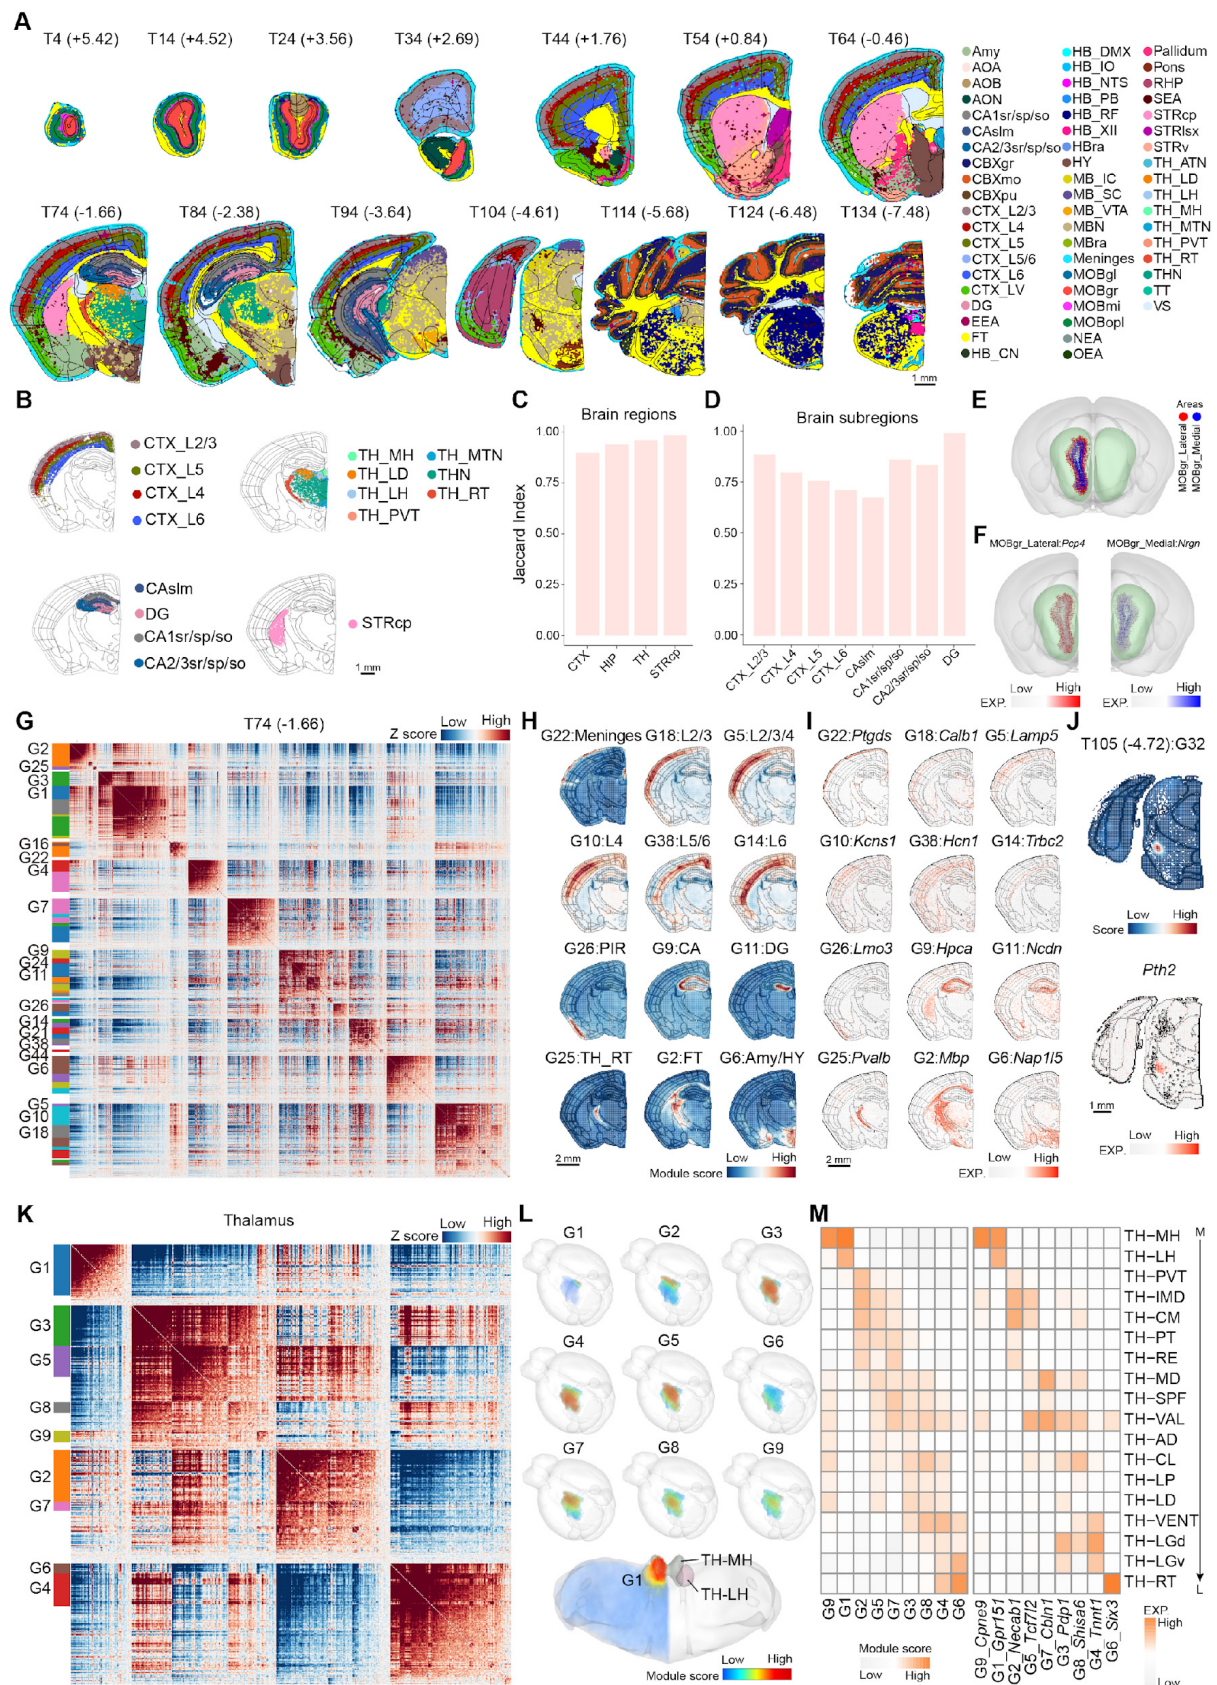 A
T4 (+5.42)
T14 (+4.52)
T24 (+3.56)
T34 (+2.69)
T44 (+1.76)
T54 (+0.84)
T64 (-0.46)
T74 (-1.66)
T84 (-2.38)
T94 (-3.64)
T104 (-4.61)
T114 (-5.68)
T124 (-6.48)
T134 (-7.48)
1 mm
Amy
AOA
AOB
AON
CA1sr/sp/so
CAslm
CA2/3sr/sp/so
CBXgr
CBXmo
CBXpu
CTX_L2/3
CTX_L4
CTX_L5
CTX_L5/6
CTX_L6
CTX_LV
DG
EEA
FT
HB_CN
HB_DMX
HB_IO
HB_NTS
HB_PB
HB_RF
HB_XII
HBra
HY
MB_IC
MB_SC
MB_VTA
MBN
MBra
Meninges
MOBgl
MOBgr
MOBmi
MOBopl
NEA
OEA
Pallidum
Pons
RHP
SEA
STRcp
STRlsx
STRv
TH_ATN
TH_LD
TH_LH
TH_MH
TH_MTN
TH_PVT
TH_RT
THN
TT
VS
B
CTX_L2/3
CTX_L5
CTX_L4
CTX_L6
TH_MH
TH_LD
TH_LH
TH_PVT
TH_MTN
THN
TH_RT
CAslm
DG
CA1sr/sp/so
CA2/3sr/sp/so
STRcp
1 mm
C
Brain regions
Jaccard Index
1.00
0.75
0.50
0.25
0.00
CTX
HIP
TH
STRcp
D
Brain subregions
1.00
0.75
0.50
0.25
0.00
CTX_L2/3
CTX_L4
CTX_L5
CTX_L6
CAslm
CA1sr/sp/so
CA2/3sr/sp/so
DG
E
Areas
MOBgr_Lateral
MOBgr_Medial
F
MOBgr_Lateral:Pcp4
MOBgr_Medial:Nrgn
Low High
EXP.
Low High
EXP.
G
T74 (-1.66)
Low High
Z score
G2
G25
G3
G1
G16
G22
G4
G7
G9
G24
G11
G26
G14
G21
G38
G44
G6
G5
G10
G18
H
G22:Meninges G18:L2/3 G5:L2/3/4
G10:L4 G38:L5/6 G14:L6
G26:PIR G9:CA G11:DG
G25:TH_RT G2:FT G6:Amy/HY
2 mm
Low High
Module score
I
G22:Ptgds G18:Calb1 G5:Lamp5
G10:Kcns1 G38:Hcn1 G14:Trbc2
G26:Lmo3 G9:Hpca G11:Ncdn
G25:Pvalb G2:Mbp G6:Nap1l5
2 mm
Low High
EXP.
J
T105 (-4.72):G32
Low High
Score
Pth2
1 mm
Low High
EXP.
K
Thalamus
Low High
Z score
G1
G3
G5
G8
G9
G2
G7
G6
G4
L
G1 G2 G3
G4 G5 G6
G7 G8 G9
TH-MH
G1
TH-LH
Low High
Module score
M
TH−MH
TH−LH
TH−PVT
TH−IMD
TH−CM
TH−PT
TH−RE
TH−MD
TH−SPF
TH−VAL
TH−AD
TH−CL
TH−LP
TH−LD
TH−VENT
TH−LGd
TH−LGv
TH−RT
M
L
G9
G1
G2
G5
G7
G3
G8
G4
G6
G9_Cpne9
G1_Gpr151
G2_Necab1
G5_Tcf7l2
G7_Cbln1
G3_Pdp1
G8_Shisa6
G4_Tnnt1
G6_Six3
Module score
Low High
EXP
High
Low